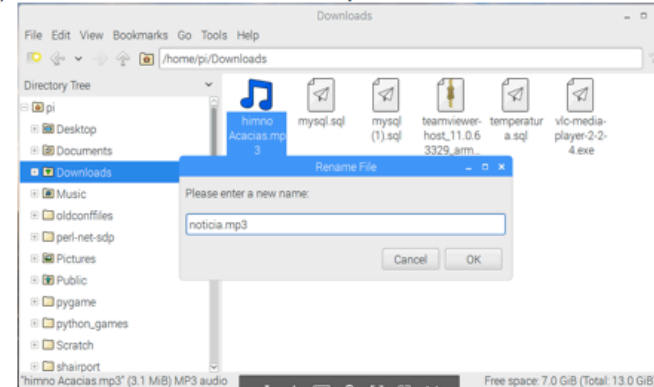 Downloads
File Edit View Bookmarks Go Tools Help
/home/pi/Downloads
Directory Tree
pi
Desktop
Documents
Downloads
Music
oldconffiles
perl-net-sdp
Pictures
Public
pygame
python_games
Scratch
shairport
himno
Acacias.mp
3
mysql.sql
mysql
(1).sql
teamviewer-
host_11.0.6
3329_arm...
temperatur
a.sql
vlc-media-
player-2-2-
4.exe
Rename File
Please enter a new name:
noticia.mp3
Cancel OK
"himno Acacias.mp3" (3.1 MiB) MP3 audio
Free space: 7.0 GiB (Total: 13.0 GiB)